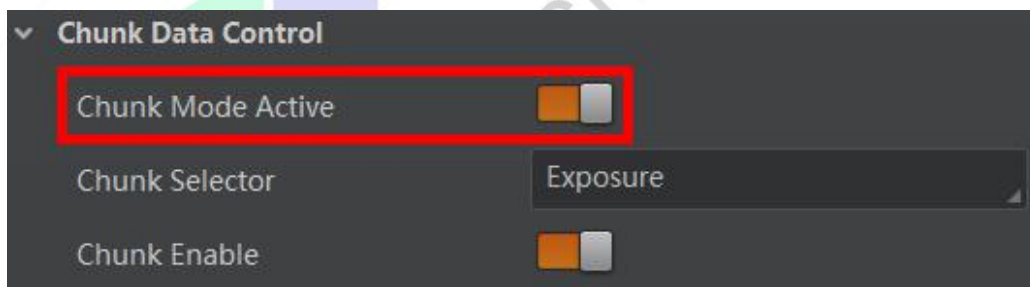 Chunk Data Control
Chunk Mode Active
Chunk Selector Exposure
Chunk Enable